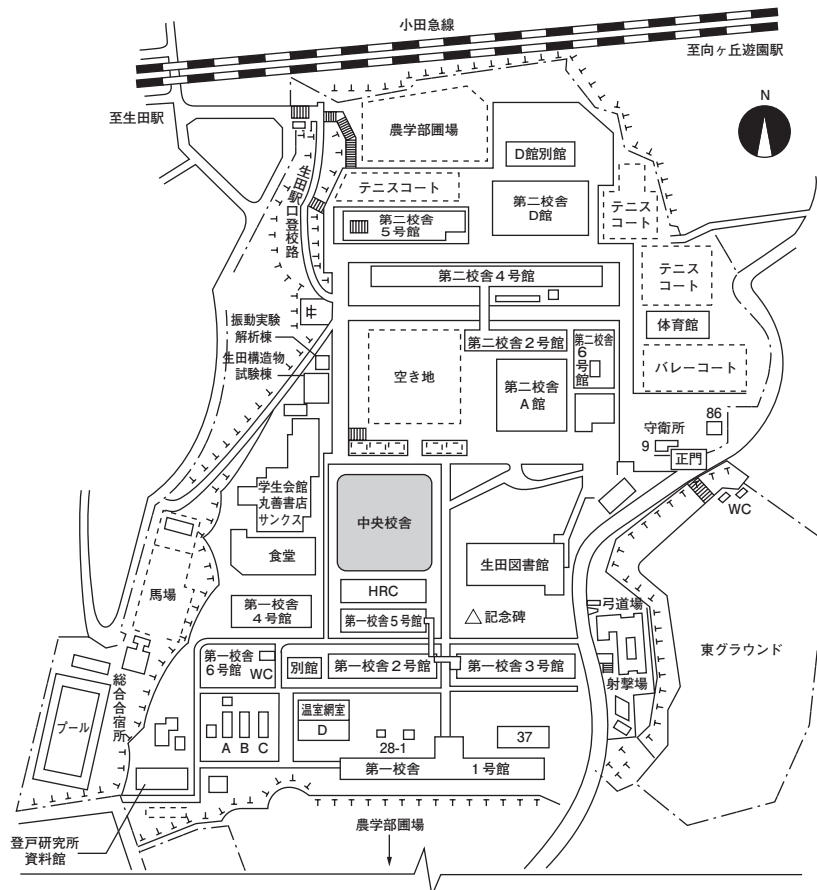 小田急線
至向ヶ丘遊園駅
至生田駅
N
農学部圃場
D館別館
テニスコート
第二校舎
D館
テニス
コート
生田駅口登校路
第二校舎
5号館
テニス
コート
第二校舎4号館
振動実験
解析棟
体育館
第二校舎2号館
第二校舎
6号館
生田構造物
試験棟
空き地
第二校舎
A館
バレーコート
86
守衛所
9
正門
WC
学生会館
丸善書店
サンクス
中央校舎
食堂
生田図書館
馬場
HRC
弓道場
第一校舎
4号館
第一校舎5号館
記念碑
東グラウンド
第一校舎
6号館
WC
別館
第一校舎2号館
第一校舎3号館
射撃場
総合合宿所
プール
温室網室
D
A
B
C
28-1
37
第一校舎
1号館
登戸研究所
資料館
農学部圃場